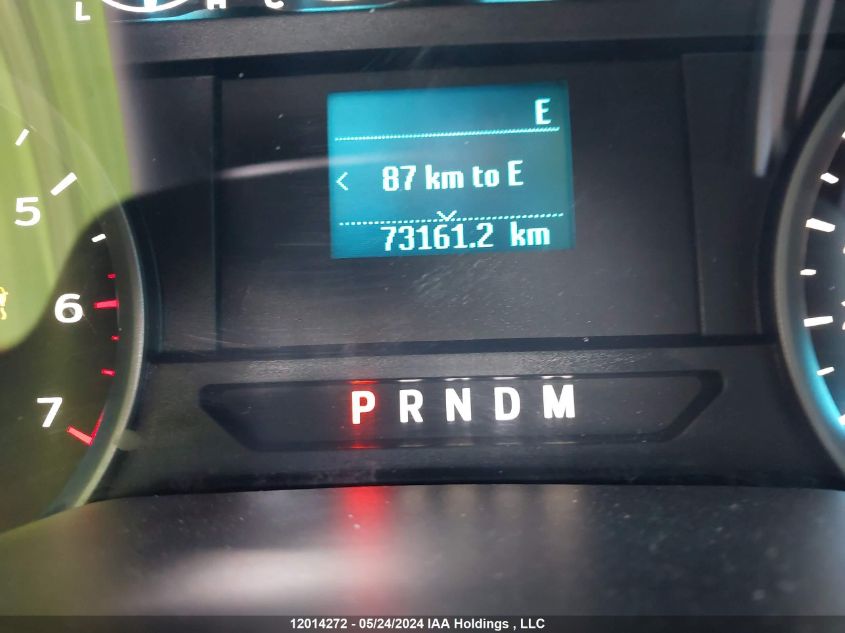 L H C
E
5
< 87 km to E
73161.2 km
6
7
P R N D M
12014272 - 05/24/2024 IAA Holdings , LLC